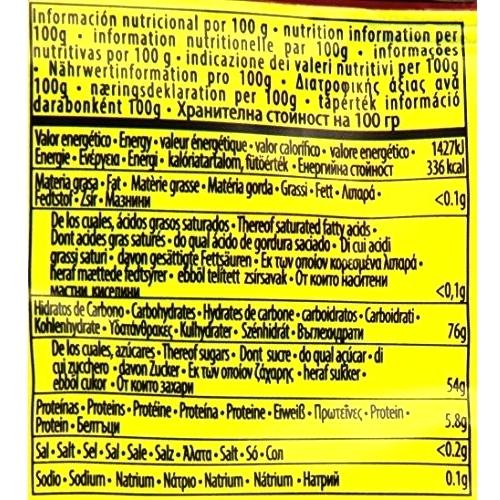 Información nutricional por 100 g · nutrition information per
100g · information nutritionelle par 100g · informações
nutritivas por 100 g · indicazione dei valeri nutritivi per 100g
· Nährwertinformation pro 100g · Διατροφικής άξιας ανά
100g · næringsdeklaration per 100g · tápérték információ
darabonként 100g · Хранителна стойност на 100 гр
Valor energético · Energy · valeur énergétique · valor calorífico · valore energético · 1427kJ
Energie · Ενέργεια · Energi · kalóriatartalom, fűtőérték · Енергийна стойност 336 kcal
Materia grasa · Fat · Matèrie grasse · Matéria gorda · Grassi · Fett · Λιπαρά ·
Fedtstof · Zsír · Мазнини <0.1g
De los cuales, ácidos grasos saturados · Thereof saturated fatty acids ·
Dont acides gras saturés · do qual ácido de gordura saciado · Di cui acidi
grassi saturi · davon gesättigte Fettsäuren · Εκ των οποίον κορεσμένα λιπαρά ·
heraf mættede fedtsyrer · ebből telített zsírsavak · От които наситени
мастни киселини <0,1g
Hidratos de Carbono · Carbohydrates · Hydrates de carbone · carboidratos · Carboidrati ·
Kohlenhydrate · Υδατάνθρακες · Kulhydrater · Szénhidrát · Въглехидрати 76g
De los cuales, azúcares · Thereof sugars · Dont sucre · do qual açúcar · di
cui zucchero · davon Zucker · Εκ των οποίον ζάχαρης · heraf sukker ·
ebből cukor · От които захари 54g
Proteínas · Proteins · Protéine · Proteína · Proteine · Eiweiß · Πρωτεΐνες · Protein ·
Protein · Белтъци 5.8g
Sal · Salt · Sel · Sal · Sale · Salz · Άλατα · Salt · Só · Сол <0.2g
Sodio · Sodium · Natrium · Νάτριο · Natrium · Nátrium · Натрий 0.1g